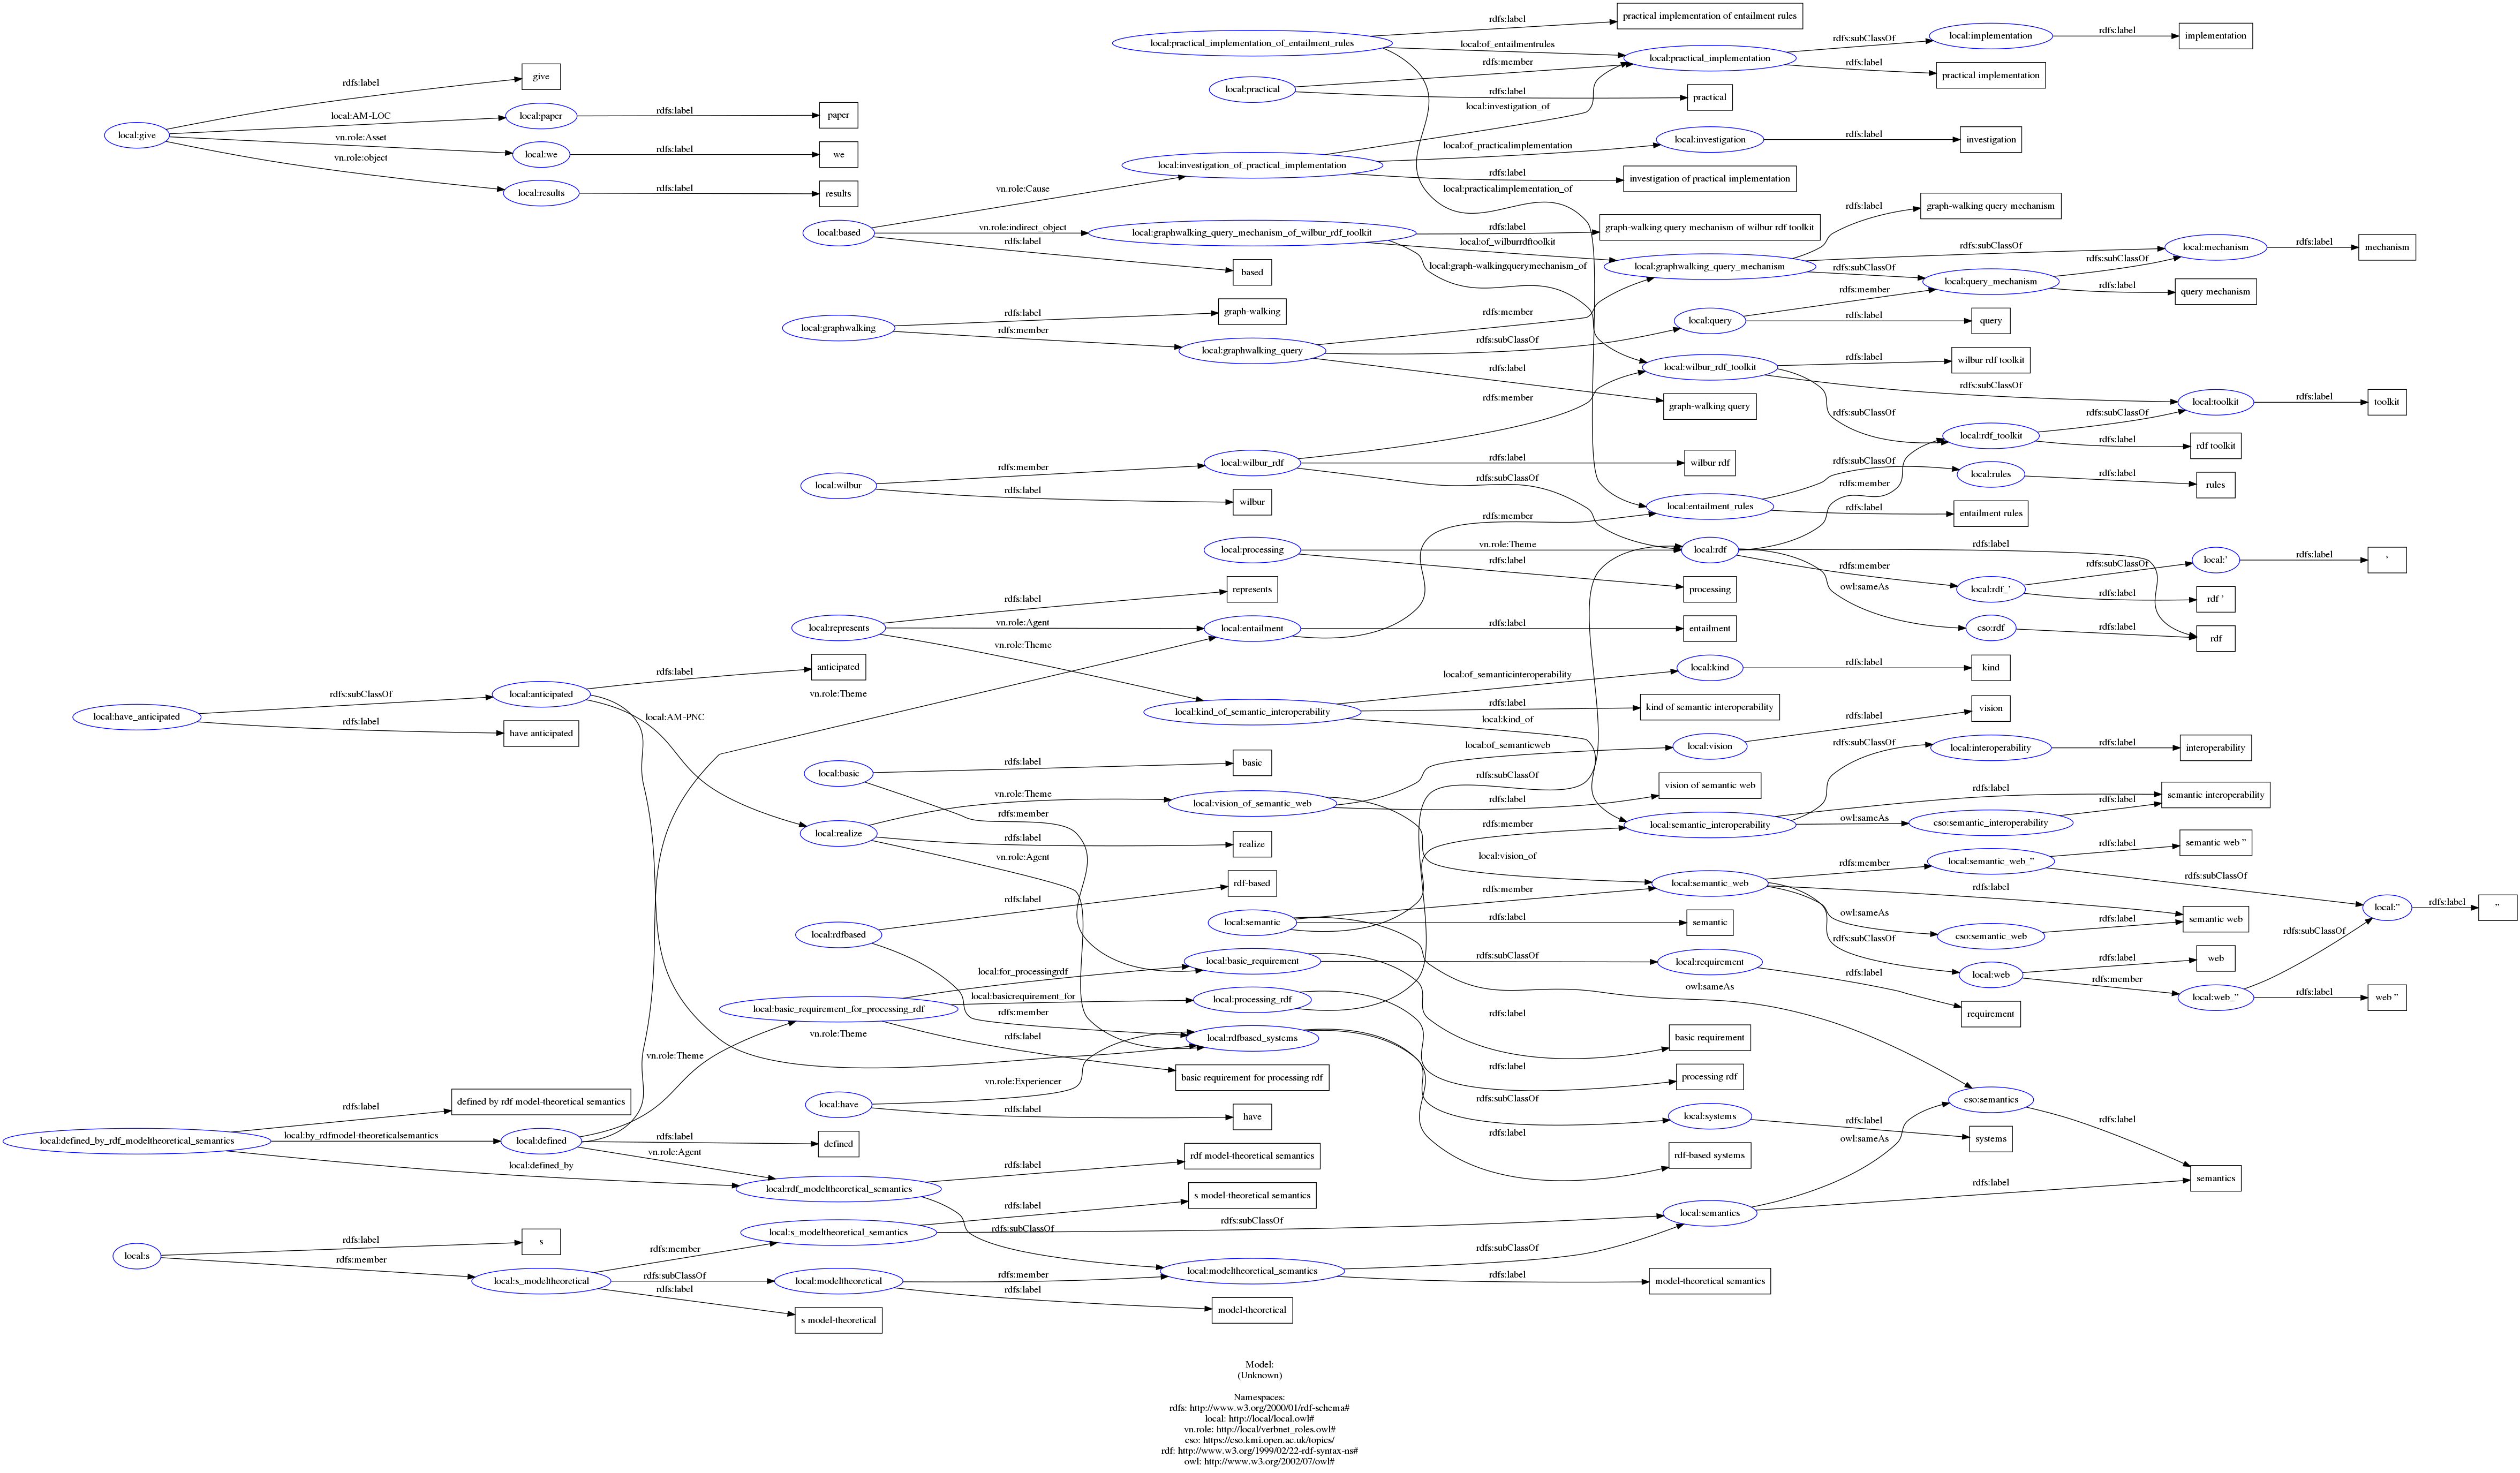 rdfs:label
practical implementation of entailment rules
local:practical_implementation_of_entailment_rules
local:of_entailmentrules
local:practical_implementation
rdfs:subClassOf
local:implementation
rdfs:label
implementation
rdfs:label
practical implementation
rdfs:member
local:practical
rdfs:label
practical
local:investigation_of
rdfs:label
give
local:give
local:AM-LOC
local:paper
rdfs:label
paper
vn.role:Asset
local:we
rdfs:label
we
vn.role:object
local:results
rdfs:label
results
local:investigation_of_practical_implementation
local:of_practicalimplementation
local:investigation
rdfs:label
investigation
rdfs:label
investigation of practical implementation
vn.role:Cause
local:practicalimplementation_of
local:based
vn.role:indirect_object
local:graphwalking_query_mechanism_of_wilbur_rdf_toolkit
rdfs:label
graph-walking query mechanism of wilbur rdf toolkit
rdfs:label
based
local:of_wilburrdftoolkit
local:graph-walkingquerymechanism_of
local:graphwalking_query_mechanism
rdfs:label
graph-walking query mechanism
rdfs:subClassOf
local:mechanism
rdfs:label
mechanism
rdfs:subClassOf
local:query_mechanism
rdfs:subClassOf
rdfs:label
query mechanism
local:graphwalking
rdfs:label
graph-walking
rdfs:member
local:graphwalking_query
rdfs:member
rdfs:subClassOf
local:query
rdfs:member
rdfs:label
query
rdfs:label
graph-walking query
local:wilbur_rdf_toolkit
rdfs:label
wilbur rdf toolkit
rdfs:subClassOf
local:toolkit
rdfs:label
toolkit
rdfs:subClassOf
local:rdf_toolkit
rdfs:subClassOf
rdfs:label
rdf toolkit
local:wilbur
rdfs:member
local:wilbur_rdf
rdfs:member
rdfs:label
wilbur rdf
rdfs:subClassOf
rdfs:label
wilbur
local:entailment_rules
rdfs:subClassOf
local:rules
rdfs:label
rules
rdfs:member
rdfs:label
entailment rules
rdfs:member
local:processing
vn.role:Theme
local:rdf
rdfs:label
processing
rdfs:label
rdfs:member
local:rdf_'
rdfs:subClassOf
local:'
rdfs:label
'
rdfs:label
rdf '
owl:sameAs
cso:rdf
rdfs:label
rdf
local:represents
rdfs:label
represents
vn.role:Agent
local:entailment
rdfs:label
entailment
vn.role:Theme
local:kind_of_semantic_interoperability
local:of_semanticinteroperability
local:kind
rdfs:label
kind
rdfs:label
kind of semantic interoperability
local:kind_of
local:have_anticipated
rdfs:subClassOf
local:anticipated
rdfs:label
anticipated
rdfs:label
have anticipated
local:AM-PNC
vn.role:Theme
local:basic
rdfs:label
basic
rdfs:member
local:realize
vn.role:Theme
local:vision_of_semantic_web
local:of_semanticweb
local:vision
rdfs:label
vision
rdfs:label
vision of semantic web
rdfs:subClassOf
rdfs:label
realize
vn.role:Agent
local:vision_of
local:semantic_interoperability
rdfs:subClassOf
local:interoperability
rdfs:label
interoperability
rdfs:label
semantic interoperability
owl:sameAs
cso:semantic_interoperability
rdfs:label
rdfs:member
local:semantic_web
rdfs:member
local:semantic_web_”
rdfs:label
semantic web ”
rdfs:subClassOf
local:”
rdfs:label
”
rdfs:label
semantic web
owl:sameAs
cso:semantic_web
rdfs:label
rdfs:subClassOf
local:web
rdfs:label
web
rdfs:member
local:web_”
rdfs:subClassOf
rdfs:label
web ”
local:rdfbased
rdfs:label
rdf-based
rdfs:member
local:semantic
rdfs:member
rdfs:label
semantic
owl:sameAs
local:basic_requirement
rdfs:subClassOf
local:requirement
rdfs:label
requirement
rdfs:label
basic requirement
local:basic_requirement_for_processing_rdf
local:for_processingrdf
local:basicrequirement_for
local:processing_rdf
rdfs:label
processing rdf
rdfs:label
basic requirement for processing rdf
vn.role:Theme
local:rdfbased_systems
rdfs:subClassOf
local:systems
rdfs:label
systems
rdfs:label
rdf-based systems
local:have
vn.role:Experiencer
rdfs:label
have
cso:semantics
rdfs:label
semantics
vn.role:Theme
rdfs:label
defined by rdf model-theoretical semantics
local:defined_by_rdf_modeltheoretical_semantics
local:by_rdfmodel-theoreticalsemantics
local:defined
rdfs:label
defined
vn.role:Agent
local:defined_by
local:rdf_modeltheoretical_semantics
rdfs:label
rdf model-theoretical semantics
rdfs:subClassOf
local:s_modeltheoretical_semantics
rdfs:label
s model-theoretical semantics
rdfs:subClassOf
local:semantics
owl:sameAs
rdfs:label
local:s
rdfs:label
s
rdfs:member
local:s_modeltheoretical
rdfs:member
rdfs:subClassOf
local:modeltheoretical
rdfs:member
local:modeltheoretical_semantics
rdfs:subClassOf
rdfs:label
model-theoretical semantics
rdfs:label
s model-theoretical
rdfs:label
model-theoretical
Model:
(Unknown)
Namespaces:
rdfs: http://www.w3.org/2000/01/rdf-schema#
local: http://local/local.owl#
vn.role: http://local/verbnet_roles.owl#
cso: https://cso.kmi.open.ac.uk/topics/
rdf: http://www.w3.org/1999/02/22-rdf-syntax-ns#
owl: http://www.w3.org/2002/07/owl#